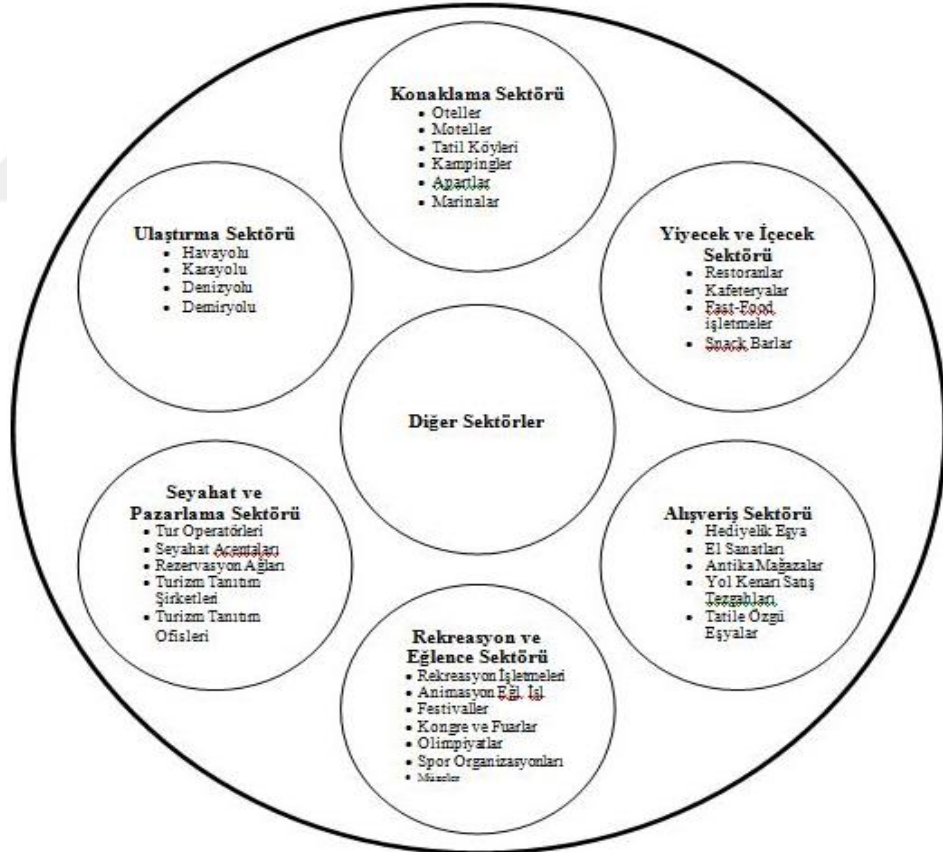 Konaklama Sektörü
• Oteller
• Moteller
• Tatil Köyleri
• Kampingler
• Apartlar
• Marinalar
Ulaştırma Sektörü
• Havayolu
• Karayolu
• Denizyolu
• Demiryolu
Yiyecek ve İçecek
Sektörü
• Restoranlar
• Kafeteryalar
• Fast-Food
işletmeler
• Snack Barlar
Diğer Sektörler
Seyahat ve
Pazarlama Sektörü
• Tur Operatörleri
• Seyahat Acentaları
• Rezervasyon Ağları
• Turizm Tanıtım
Şirketleri
• Turizm Tanıtım
Ofisleri
Alışveriş Sektörü
• Hediyelik Eşya
• El Sanatları
• Antika Mağazalar
• Yol Kenarı Satış
Tezgahları
• Tatile Özgü
Eşyalar
Rekreasyon ve
Eğlence Sektörü
• Rekreasyon İşletmeleri
• Animasyon Eğl. İşl
• Festivaller
• Kongre ve Fuarlar
• Olimpiyatlar
• Spor Organizasyonları
• Müzeler